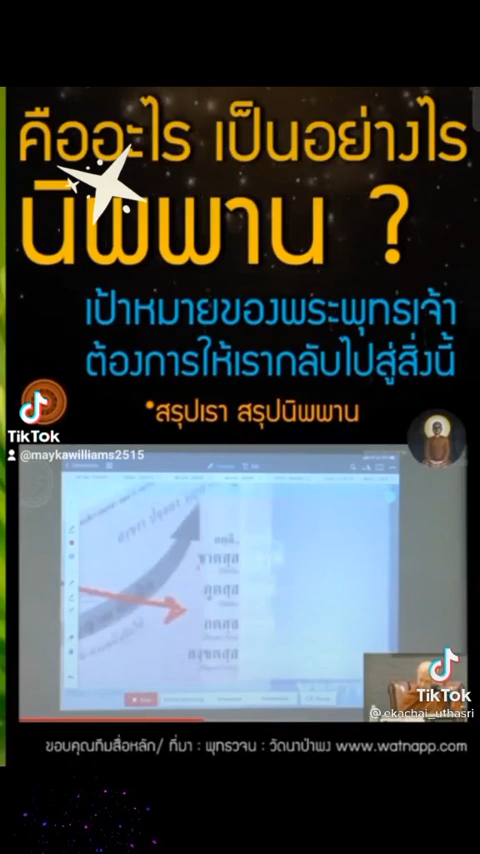 คืออะไร เป็นอย่างไร
นิพพาน ?
เป้าหมายของพระพุทธเจ้า
ต้องการให้เรากลับไปสู่สิ่งนี้
*สรุปเรา สรุปนิพพาน
TikTok
@maykawilliams2515
TikTok
@ekachai_uthasri
ขอบคุณทีมสื่อหลัก/ ที่มา : พุทธวจน : วัดนาป่าพง www.watnapp.com